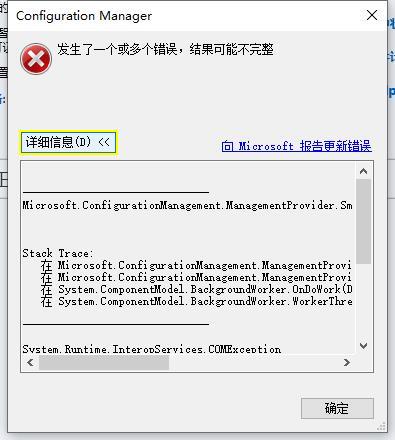 Configuration Manager
发生了一个或多个错误，结果可能不完整
详细信息(D) <<
向 Microsoft 报告更新错误
Microsoft.ConfigurationManagement.ManagementProvider.Sm
Stack Trace:
在 Microsoft.ConfigurationManagement.ManagementProvi
在 Microsoft.ConfigurationManagement.ManagementProvi
在 System.ComponentModel.BackgroundWorker.OnDoWork(D
在 System.ComponentModel.BackgroundWorker.WorkerThre
System.Runtime.InteropServices.COMException
确定